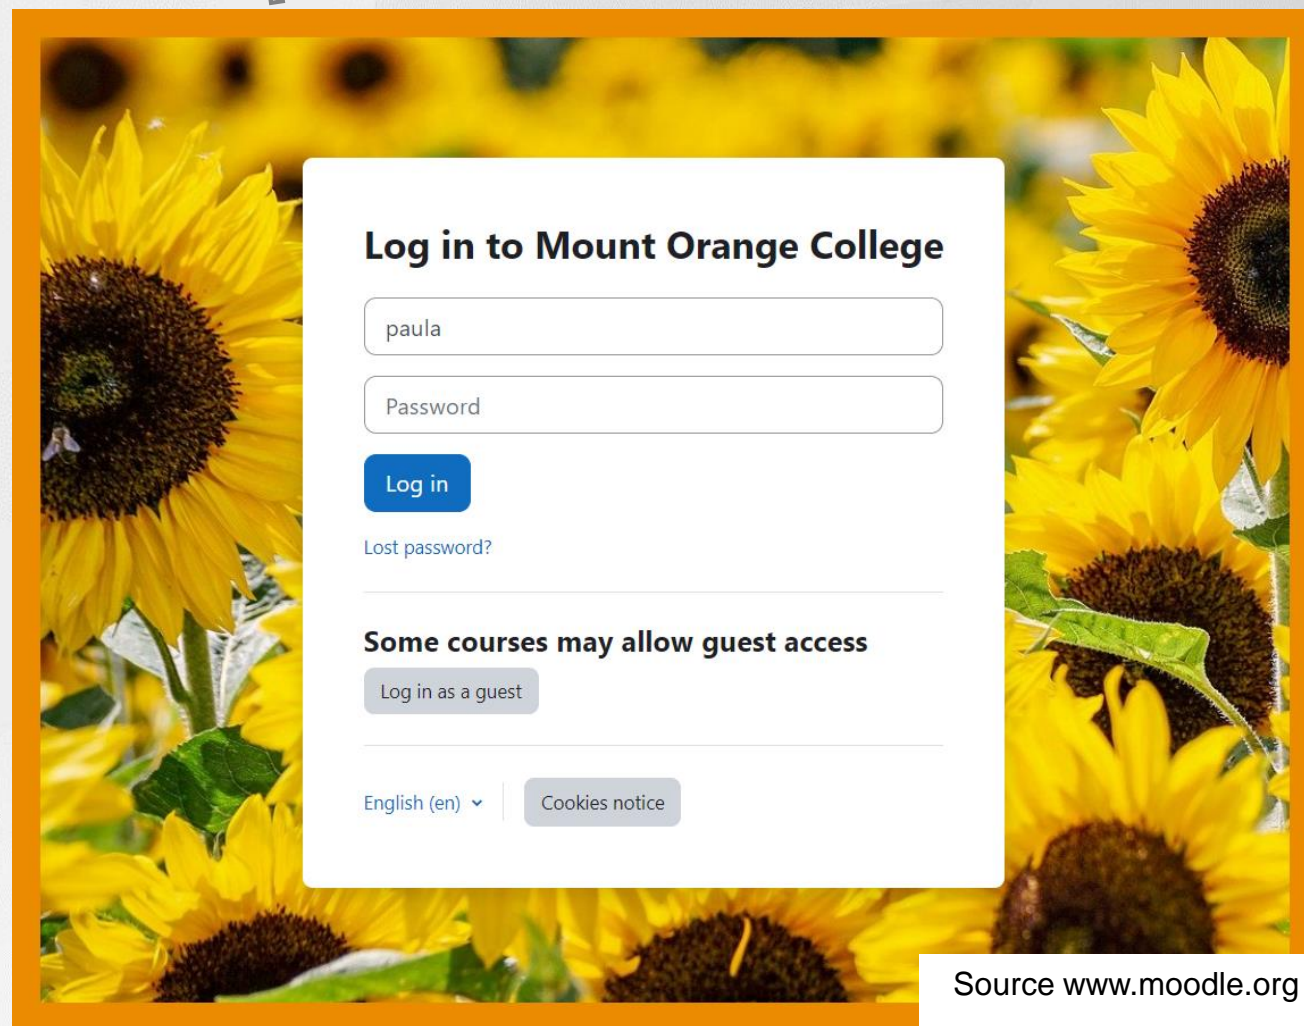 Log in to Mount Orange College
paula
Password
Log in
Lost password?
Some courses may allow guest access
Log in as a guest
English (en)
Cookies notice
Source www.moodle.org